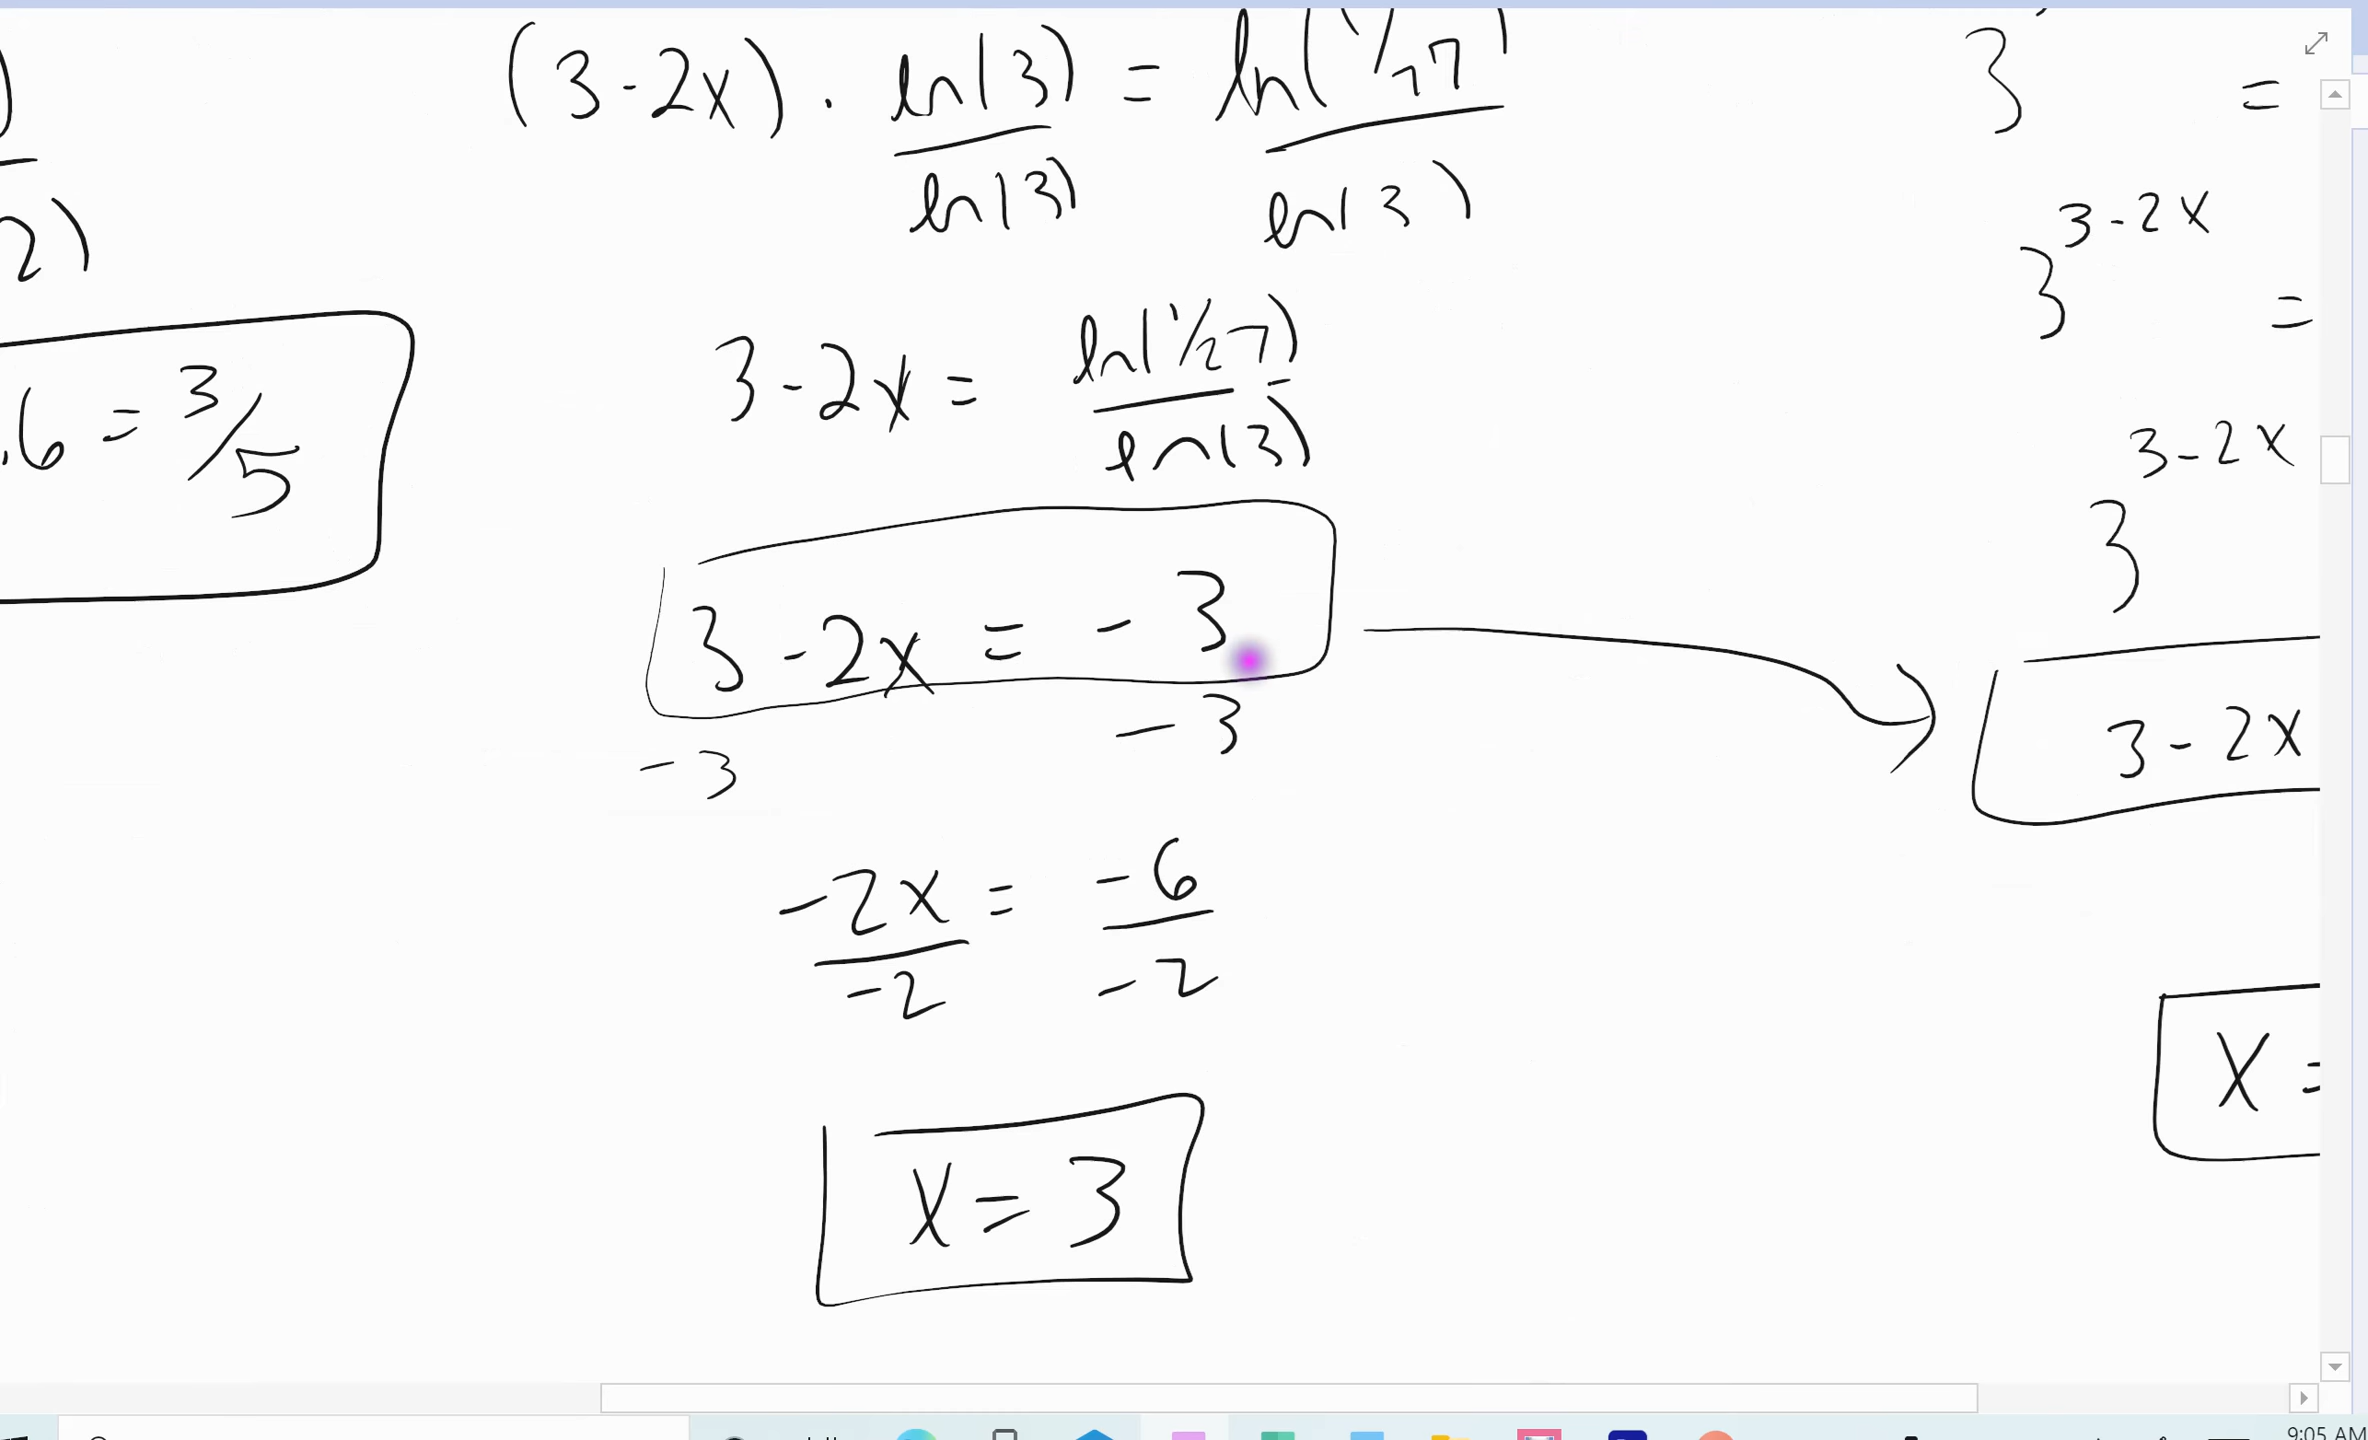 (3-2x) · ln(3) / ln(3) = ln(1/27) / ln(3)
2)
3-2x = ln(1/27) / ln(3)
.6 = 3/5
3-2x = -3
-3 -3
-2x / -2 = -6 / -2
x = 3
3 =
3^3-2x =
3^3-2x
3-2x
x =
9:05 AM